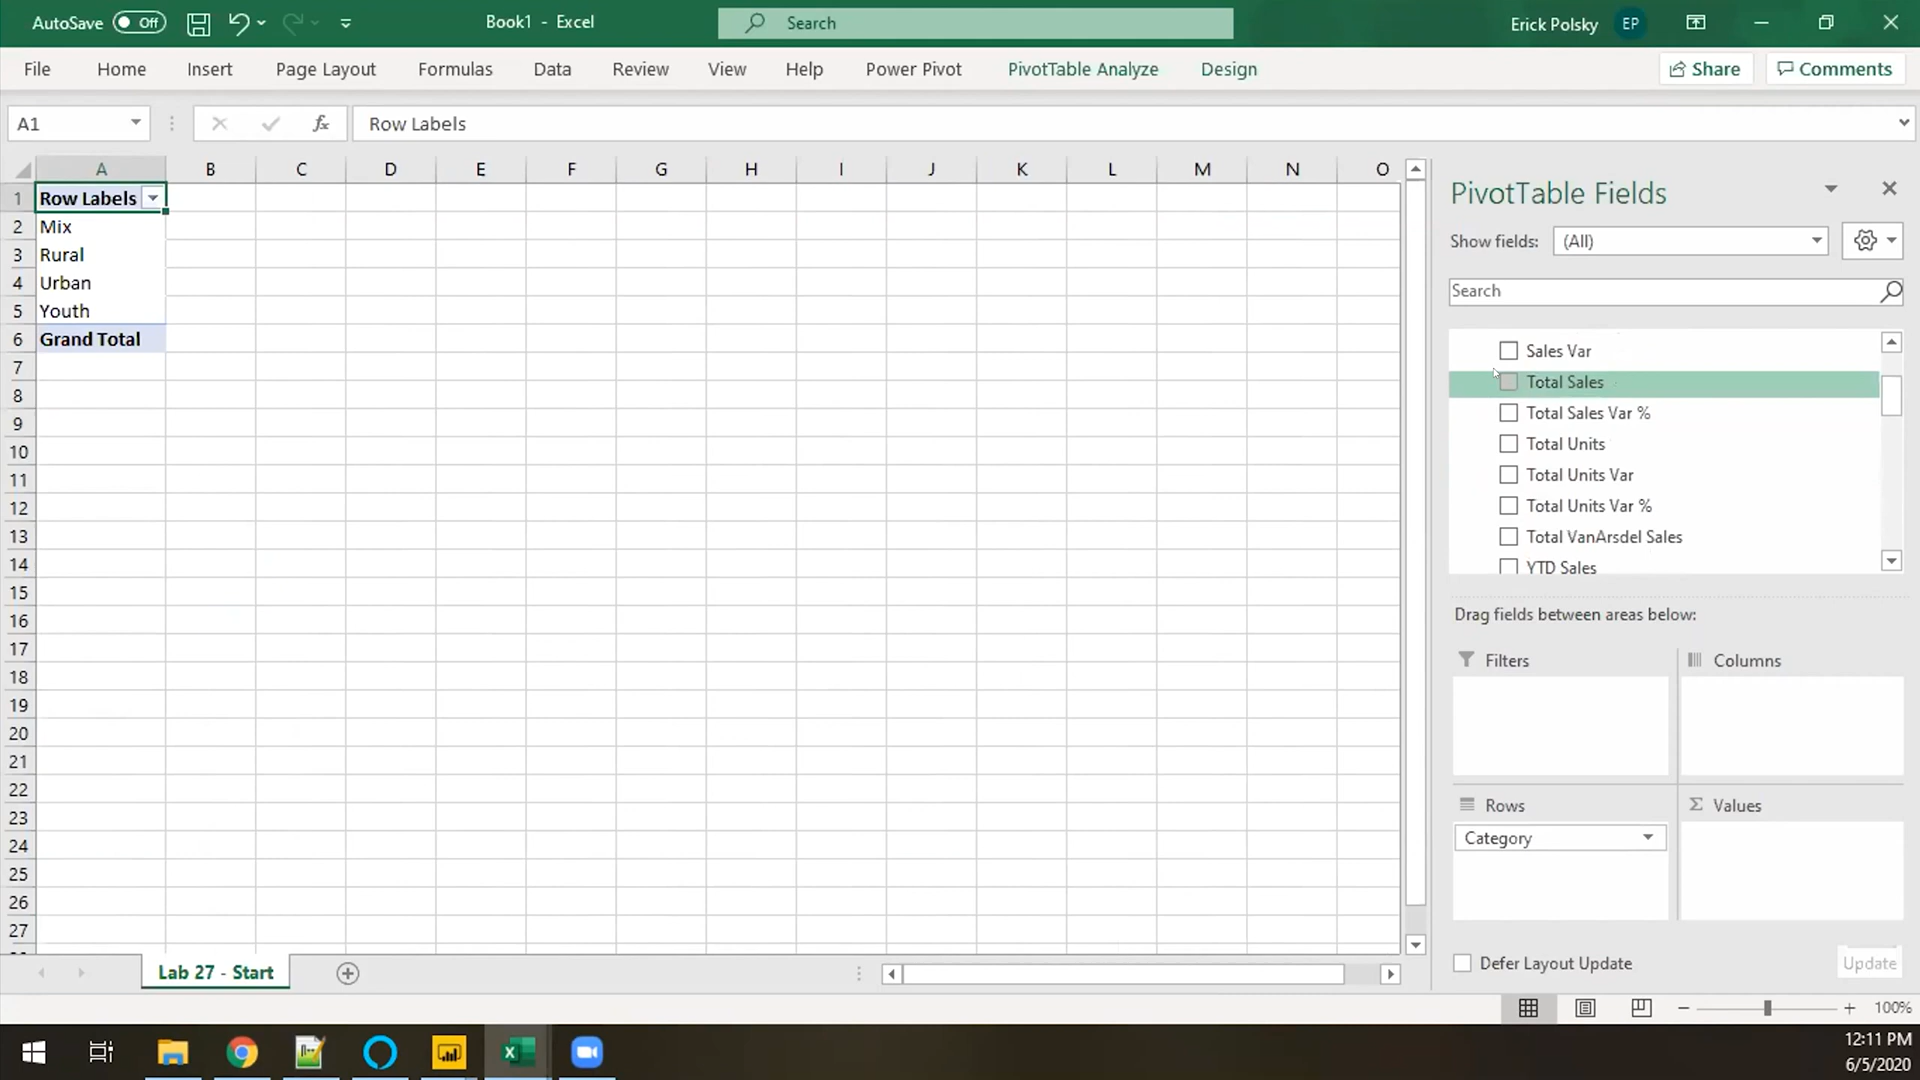 AutoSave Off Book1 - Excel Search Erick Polsky EP
File Home Insert Page Layout Formulas Data Review View Help Power Pivot PivotTable Analyze Design Share Comments
A1 fx Row Labels
A B C D E F G H I J K L M N O
1 Row Labels
2 Mix
3 Rural
4 Urban
5 Youth
6 Grand Total
7
8
9
10
11
12
13
14
15
16
17
18
19
20
21
22
23
24
25
26
27
PivotTable Fields
Show fields: (All)
Search
Sales Var
Total Sales
Total Sales Var %
Total Units
Total Units Var
Total Units Var %
Total VanArsdel Sales
YTD Sales
Drag fields between areas below:
Filters Columns
Rows Σ Values
Category
Defer Layout Update Update
Lab 27 - Start
100%
12:11 PM
6/5/2020